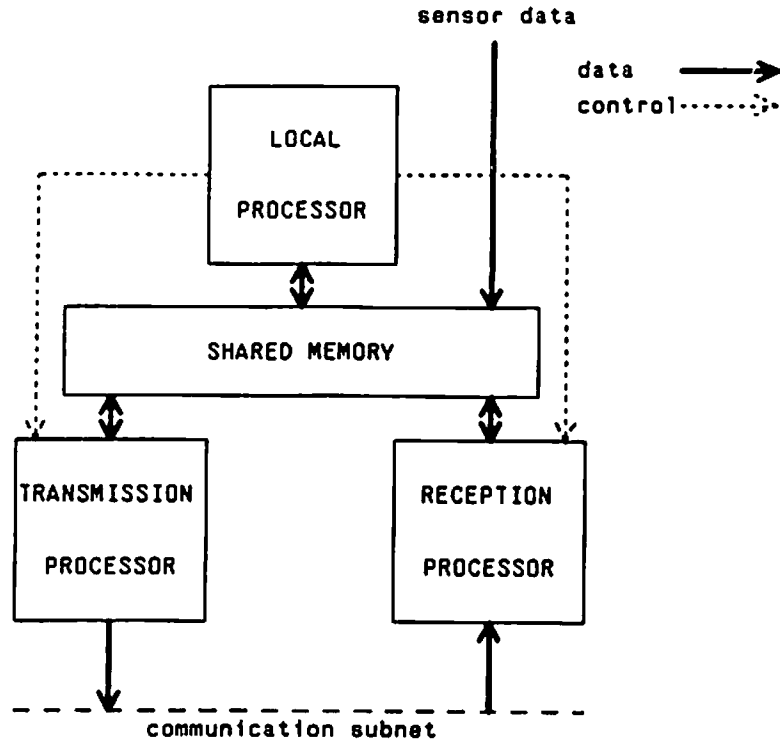 sensor data
data
control
LOCAL
PROCESSOR
SHARED MEMORY
TRANSMISSION
PROCESSOR
RECEPTION
PROCESSOR
communication subnet